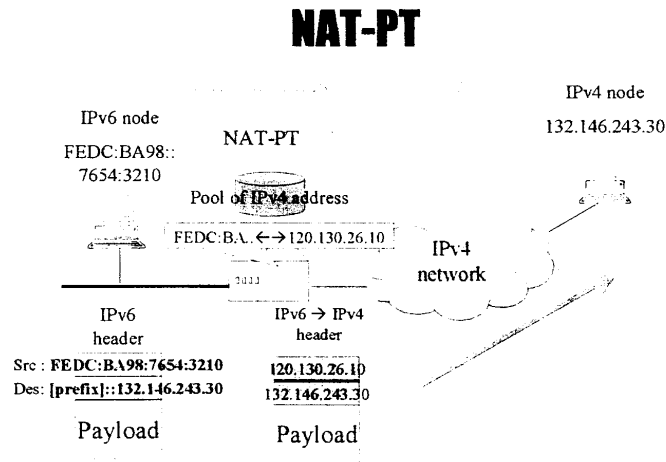 NAT-PT
IPv6 node
FEDC:BA98::
7654:3210
NAT-PT
IPv4 node
132.146.243.30
Pool of IPv4 address
FEDC:BA.. ←→120.130.26.10
IPv4
network
IPv6
header
IPv6 → IPv4
header
Src : FEDC:BA98:7654:3210
Des: [prefix]::132.146.243.30
120.130.26.10
132.146.243.30
Payload
Payload